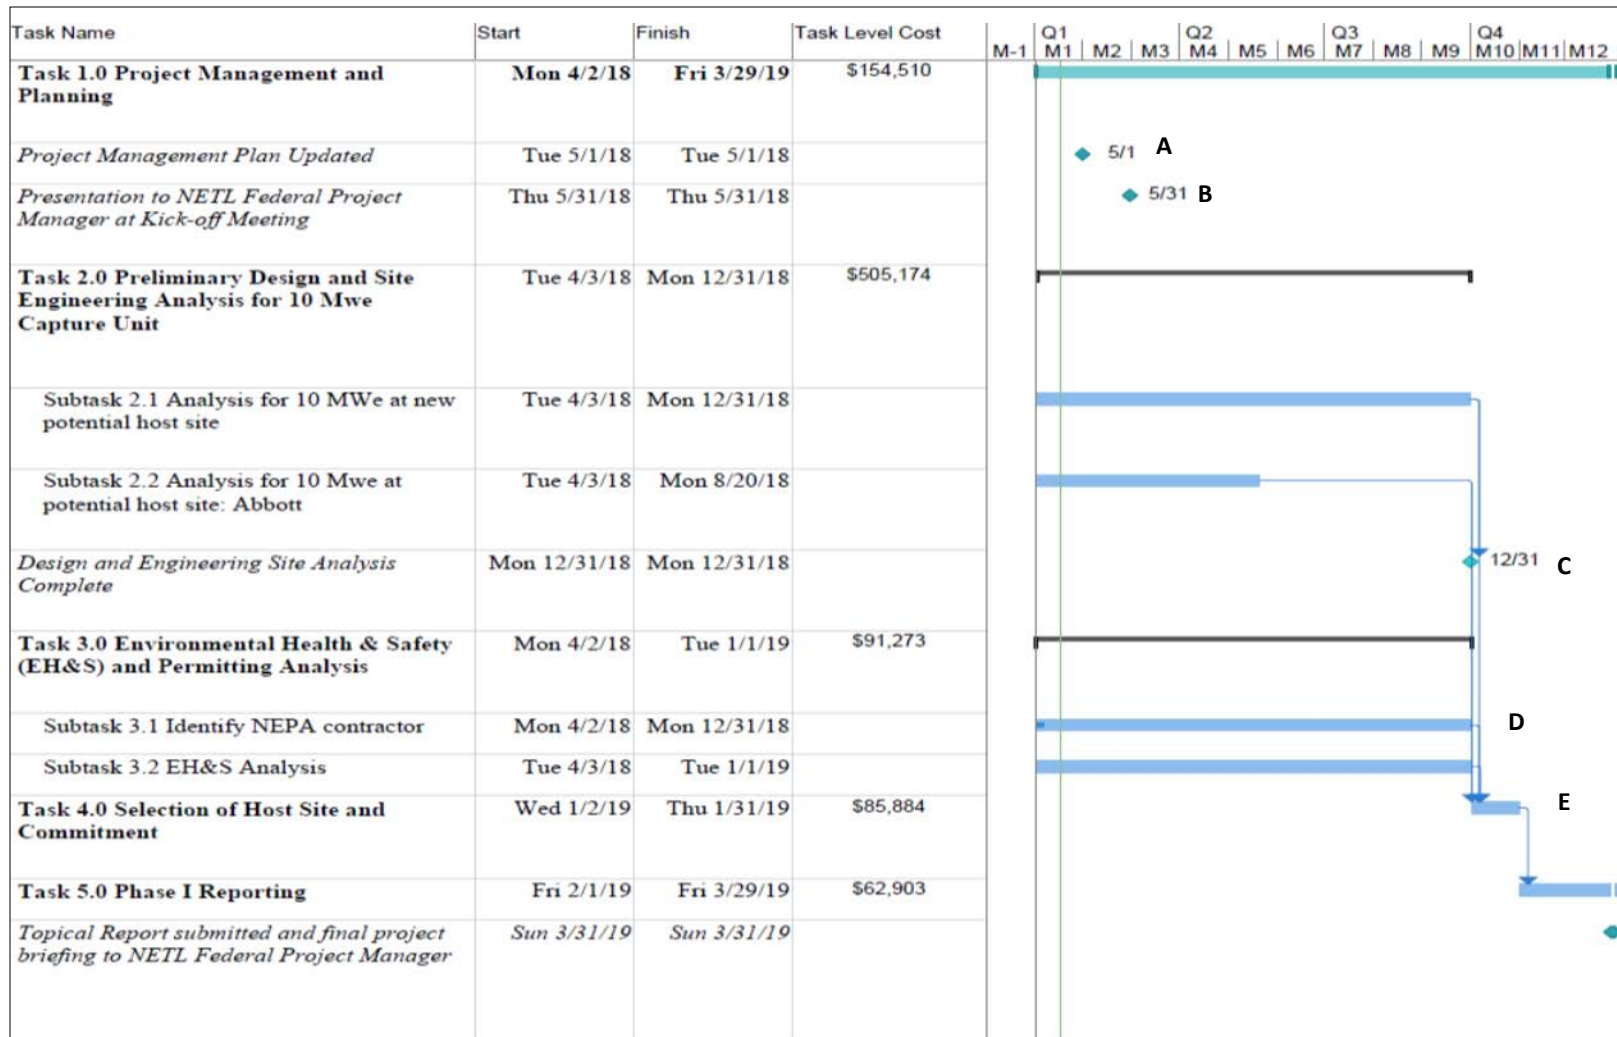 Task Name Start Finish Task Level Cost
Q1 Q2 Q3 Q4
M-1 M1 M2 M3 M4 M5 M6 M7 M8 M9 M10 M11 M12
Task 1.0 Project Management and Mon 4/2/18 Fri 3/29/19 $154,510
Planning
Project Management Plan Updated Tue 5/1/18 Tue 5/1/18 5/1 A
Presentation to NETL Federal Project Thu 5/31/18 Thu 5/31/18 5/31 B
Manager at Kick-off Meeting
Task 2.0 Preliminary Design and Site Tue 4/3/18 Mon 12/31/18 $505,174
Engineering Analysis for 10 Mwe
Capture Unit
Subtask 2.1 Analysis for 10 MWe at new Tue 4/3/18 Mon 12/31/18
potential host site
Subtask 2.2 Analysis for 10 Mwe at Tue 4/3/18 Mon 8/20/18
potential host site: Abbott
Design and Engineering Site Analysis Mon 12/31/18 Mon 12/31/18 12/31 C
Complete
Task 3.0 Environmental Health & Safety Mon 4/2/18 Tue 1/1/19 $91,273
(EH&S) and Permitting Analysis
Subtask 3.1 Identify NEPA contractor Mon 4/2/18 Mon 12/31/18 D
Subtask 3.2 EH&S Analysis Tue 4/3/18 Tue 1/1/19
Task 4.0 Selection of Host Site and Wed 1/2/19 Thu 1/31/19 $85,884 E
Commitment
Task 5.0 Phase I Reporting Fri 2/1/19 Fri 3/29/19 $62,903
Topical Report submitted and final project Sun 3/31/19 Sun 3/31/19
briefing to NETL Federal Project Manager